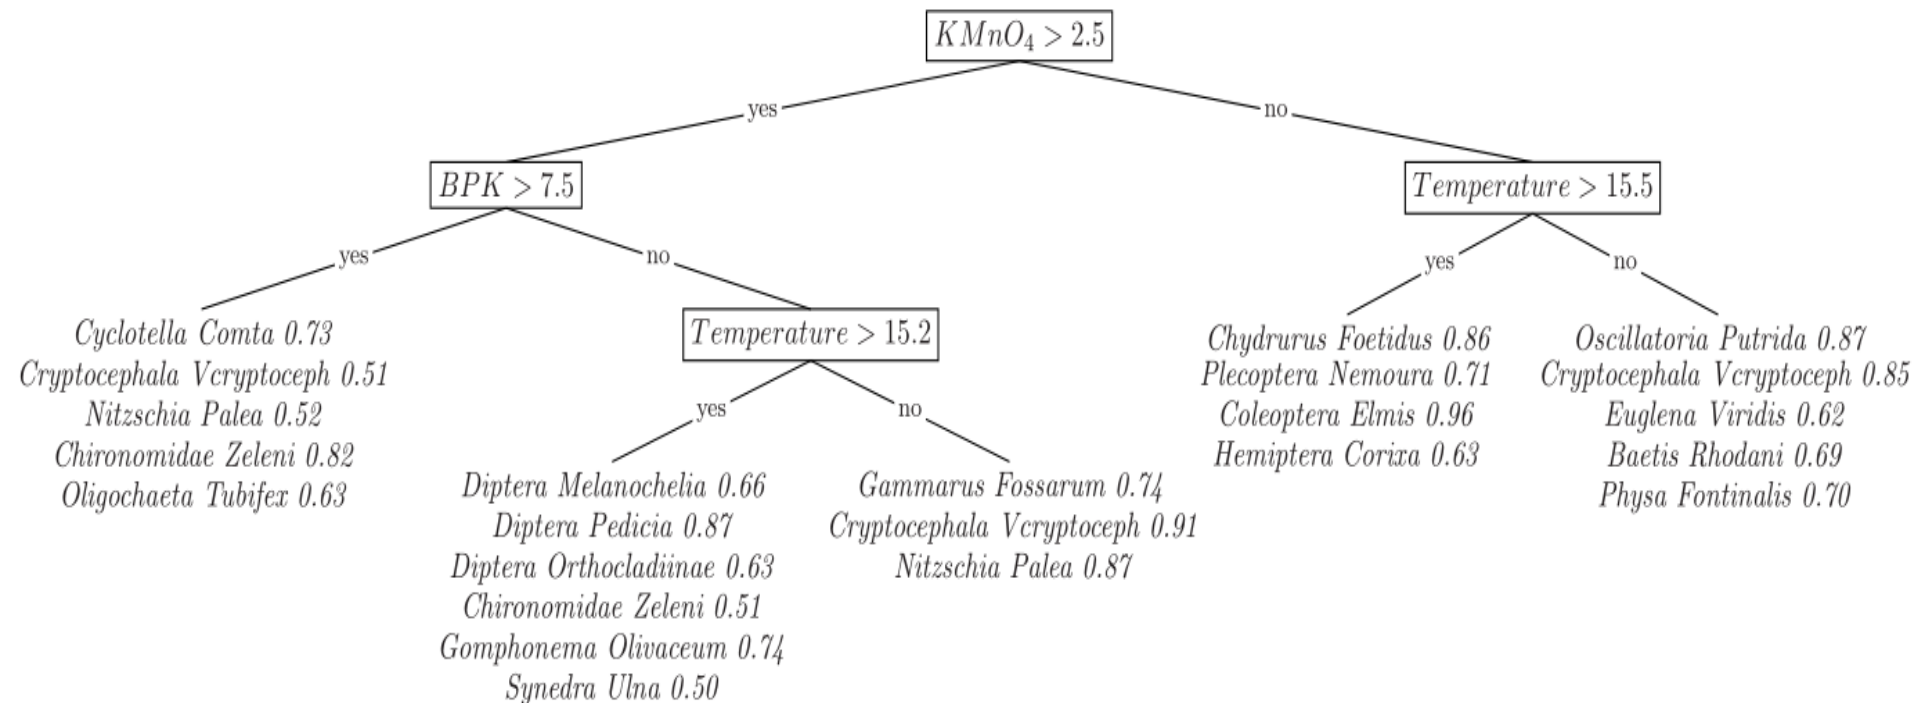 KMnO₄ > 2.5
yes
no
BPK > 7.5
Temperature > 15.5
yes
no
yes
no
Cyclotella Comta 0.73
Cryptocephala Vcryptoceph 0.51
Nitzschia Palea 0.52
Chironomidae Zeleni 0.82
Oligochaeta Tubifex 0.63
Temperature > 15.2
yes
no
Diptera Melanochelia 0.66
Diptera Pedicia 0.87
Diptera Orthocladiinae 0.63
Chironomidae Zeleni 0.51
Gomphonema Olivaceum 0.74
Synedra Ulna 0.50
Gammarus Fossarum 0.74
Cryptocephala Vcryptoceph 0.91
Nitzschia Palea 0.87
Chydrurus Foetidus 0.86
Plecoptera Nemoura 0.71
Coleoptera Elmis 0.96
Hemiptera Corixa 0.63
Oscillatoria Putrida 0.87
Cryptocephala Vcryptoceph 0.85
Euglena Viridis 0.62
Baetis Rhodani 0.69
Physa Fontinalis 0.70